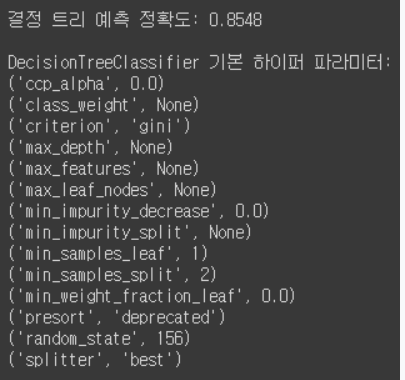 결정 트리 예측 정확도: 0.8548
DecisionTreeClassifier 기본 하이퍼 파라미터:
('ccp_alpha', 0.0)
('class_weight', None)
('criterion', 'gini')
('max_depth', None)
('max_features', None)
('max_leaf_nodes', None)
('min_impurity_decrease', 0.0)
('min_impurity_split', None)
('min_samples_leaf', 1)
('min_samples_split', 2)
('min_weight_fraction_leaf', 0.0)
('presort', 'deprecated')
('random_state', 156)
('splitter', 'best')